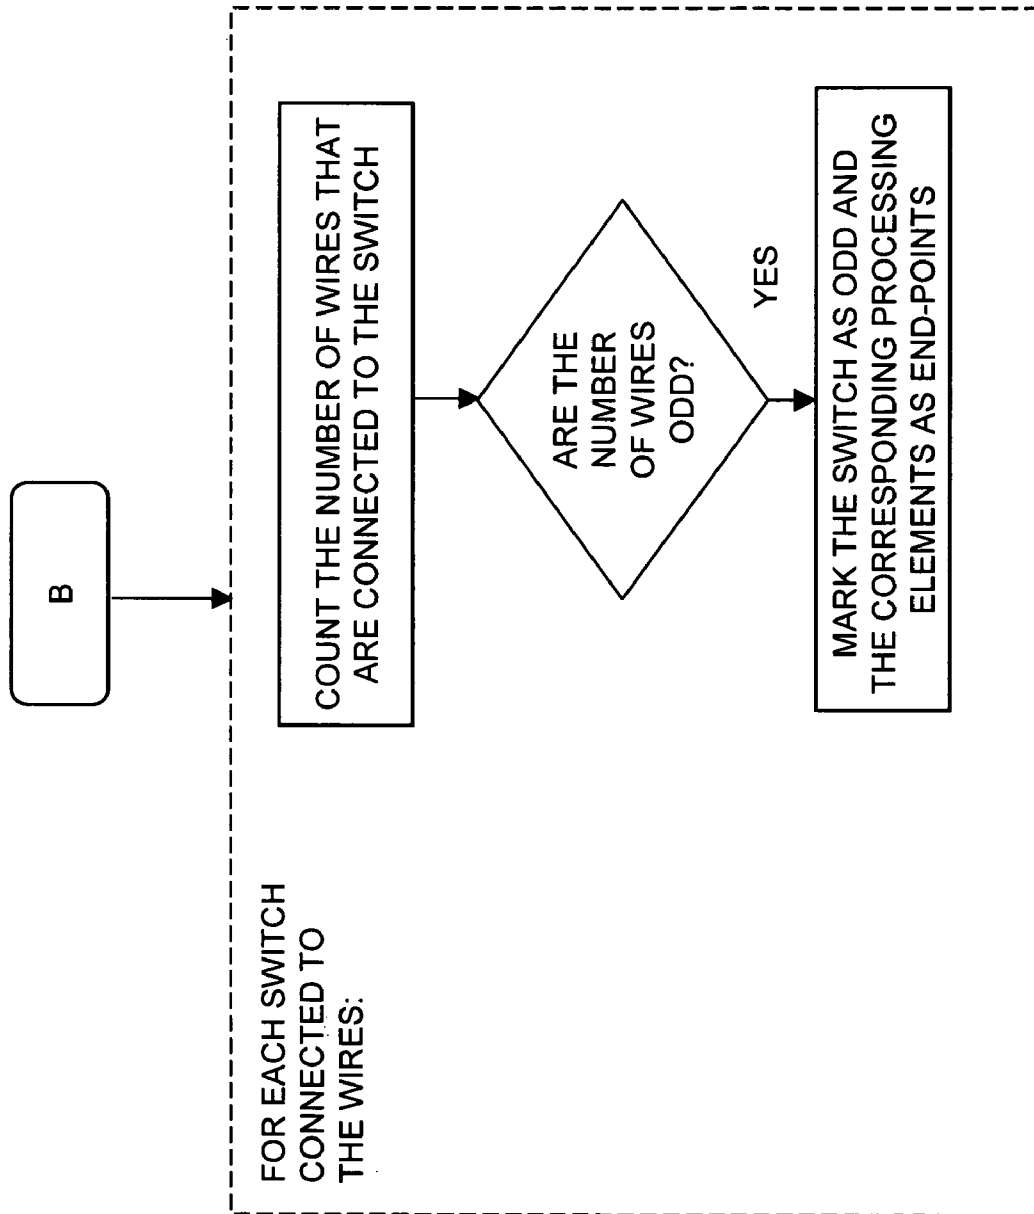 B
FOR EACH SWITCH
CONNECTED TO
THE WIRES:
COUNT THE NUMBER OF WIRES THAT
ARE CONNECTED TO THE SWITCH
ARE THE
NUMBER
OF WIRES
ODD?
YES
MARK THE SWITCH AS ODD AND
THE CORRESPONDING PROCESSING
ELEMENTS AS END-POINTS